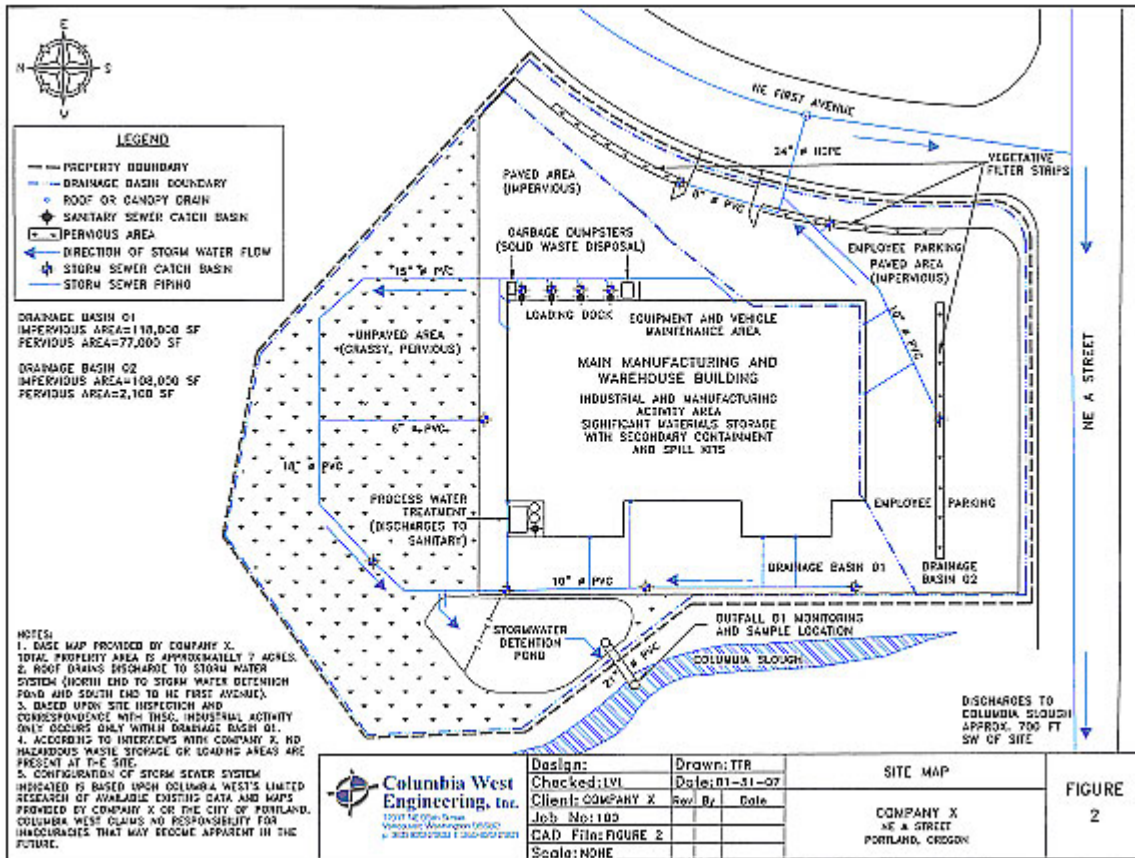 E
N
S
LEGEND
PROPERTY BOUNDARY
DRAINAGE BASIN BOUNDARY
ROOF OR CANOPY DRAIN
SANITARY SEWER CATCH BASIN
PERVIOUS AREA
DIRECTION OF STORM WATER FLOW
STORM SEWER CATCH BASIN
STORM SEWER PIPING
DRAINAGE BASIN 01
IMPERVIOUS AREA=110,000 SF
PERVIOUS AREA=77,000 SF
DRAINAGE BASIN 02
IMPERVIOUS AREA=108,000 SF
PERVIOUS AREA=2,100 SF
NE FIRST AVENUE
24" ø HDPE
VEGETATIVE
FILTER STRIPS
PAVED AREA
(IMPERVIOUS)
ø PVC
GARBAGE DUMPSTERS
(SOLID WASTE DISPOSAL)
EMPLOYEE PARKING
PAVED AREA
(IMPERVIOUS)
15" ø PVC
LOADING DOCK
EQUIPMENT AND VEHICLE
MAINTENANCE AREA
10" ø PVC
UNPAVED AREA
(GRASSY, PERVIOUS)
MAIN MANUFACTURING AND
WAREHOUSE BUILDING
INDUSTRIAL AND MANUFACTURING
ACTIVITY AREA
SIGNIFICANT MATERIALS STORAGE
WITH SECONDARY CONTAINMENT
AND SPILL KITS
NE A STREET
6" ø PVC
ø PVC
PROCESS WATER
TREATMENT
(DISCHARGES TO
SANITARY)
EMPLOYEE PARKING
DRAINAGE BASIN 01
DRAINAGE
BASIN 02
10" ø PVC
STORMWATER
DETENTION
POND
21" ø PVC
OUTFALL 01 MONITORING
AND SAMPLE LOCATION
COLUMBIA SLOUGH
DISCHARGES TO
COLUMBIA SLOUGH
APPROX. 700 FT
SW OF SITE
NOTES:
1. BASE MAP PROVIDED BY COMPANY X.
TOTAL PROPERTY AREA IS APPROXIMATELY 7 ACRES.
2. ROOF DRAINS DISCHARGE TO STORM WATER
SYSTEM (NORTH END TO STORM WATER DETENTION
POND AND SOUTH END TO NE FIRST AVENUE).
3. BASED UPON SITE INSPECTION AND
CORRESPONDENCE WITH THSC, INDUSTRIAL ACTIVITY
ONLY OCCURS ONLY WITHIN DRAINAGE BASIN 01.
4. ACCORDING TO INTERVIEWS WITH COMPANY X, NO
HAZARDOUS WASTE STORAGE OR LOADING AREAS ARE
PRESENT AT THE SITE.
5. CONFIGURATION OF STORM SEWER SYSTEM
INDICATED IS BASED UPON COLUMBIA WEST'S LIMITED
RESEARCH OF AVAILABLE EXISTING DATA AND MAPS
PROVIDED BY COMPANY X OR THE CITY OF PORTLAND.
COLUMBIA WEST CLAIMS NO RESPONSIBILITY FOR
INACCURACIES THAT MAY BECOME APPARENT IN THE
FUTURE.
Columbia West
Engineering, Inc.
Vancouver, Washington
Design:
Drawn: TTR
Checked: LVL
Date: 01-31-07
Client: COMPANY X
Rev By Date
Job No: 100
CAD File: FIGURE 2
Scale: NONE
SITE MAP
COMPANY X
NE A STREET
PORTLAND, OREGON
FIGURE
2